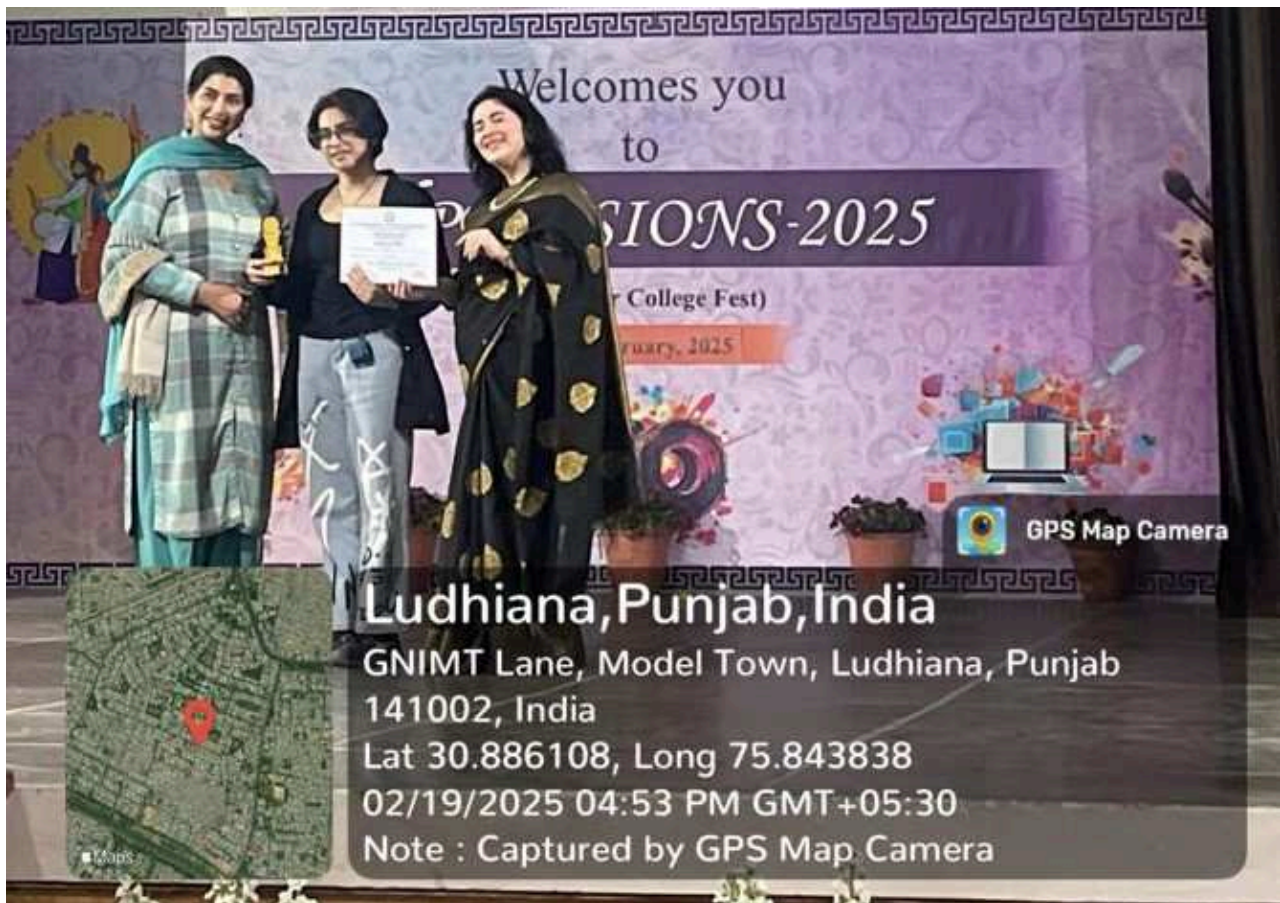 Welcomes you
to
SIONS-2025
College Fest)
2025
GPS Map Camera
Ludhiana,Punjab,India
GNIMT Lane, Model Town, Ludhiana, Punjab
141002, India
Lat 30.886108, Long 75.843838
02/19/2025 04:53 PM GMT+05:30
Note : Captured by GPS Map Camera
Maps